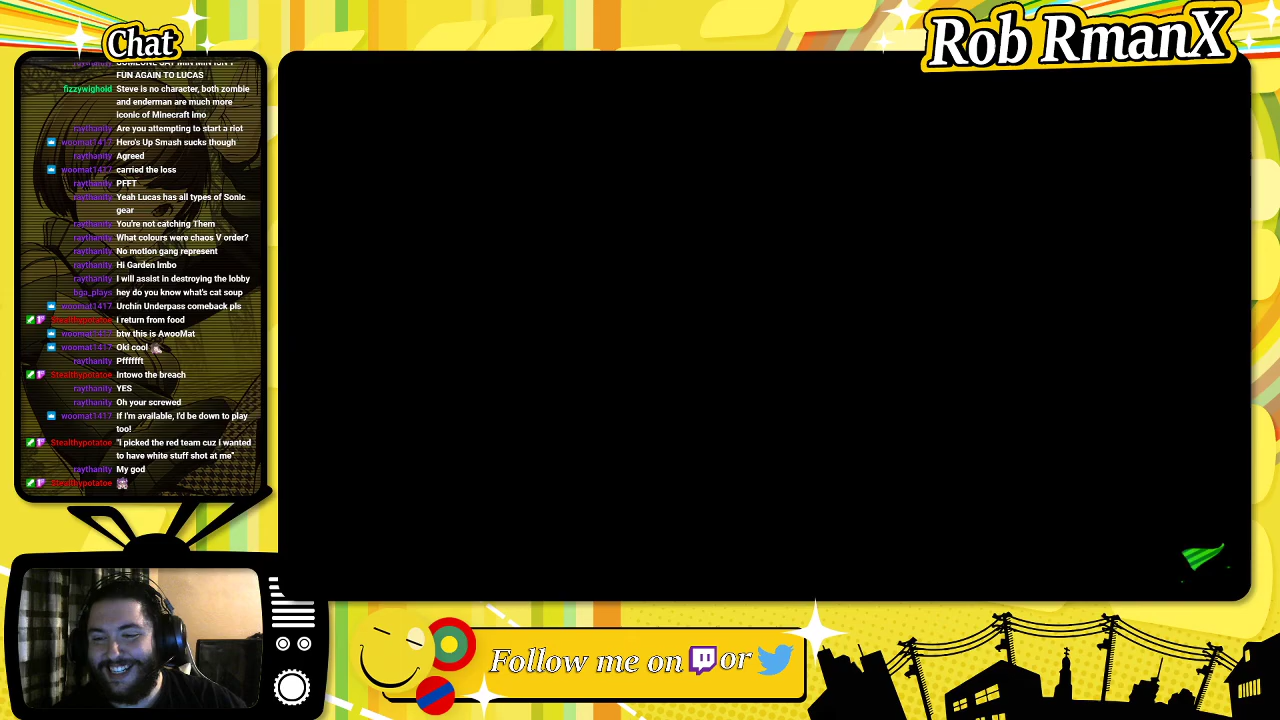 Chat
Rob RmanX
FUN AGAIN TO LUCAS
fizzywighold Steve is no character, both zombie
and enderman are much more
iconic of Minecraft imo
raythanity Are you attempting to start a riot
woomat1417 Hero's Up Smash sucks though
raythanity Agreed
woomat1417 carried the loss
raythanity PFFT
raythanity Yeah Lucas has all types of Sonic
gear
raythanity You're not catching Them
raythanity What colours were chaos V order?
raythanity No motion gang represent
raythanity Hi Garden Imbo
raythanity I will assist in destroying the lobby
bga_plays hey do you know what's cat soup
woomat1417 Urchin Underpass comeback pls
Stealthypotatoe I return from food
woomat1417 btw this is AwooMat
woomat1417 Oki cool
raythanity Pfffffft
Stealthypotatoe Intowo the breach
raythanity YES
raythanity Oh your screwed
woomat1417 If I'm available, I'd be down to play
too!
Stealthypotatoe "I picked the red team cuz I wanted
to have white stuff shot at me"
raythanity My god
Stealthypotatoe
Follow me on or